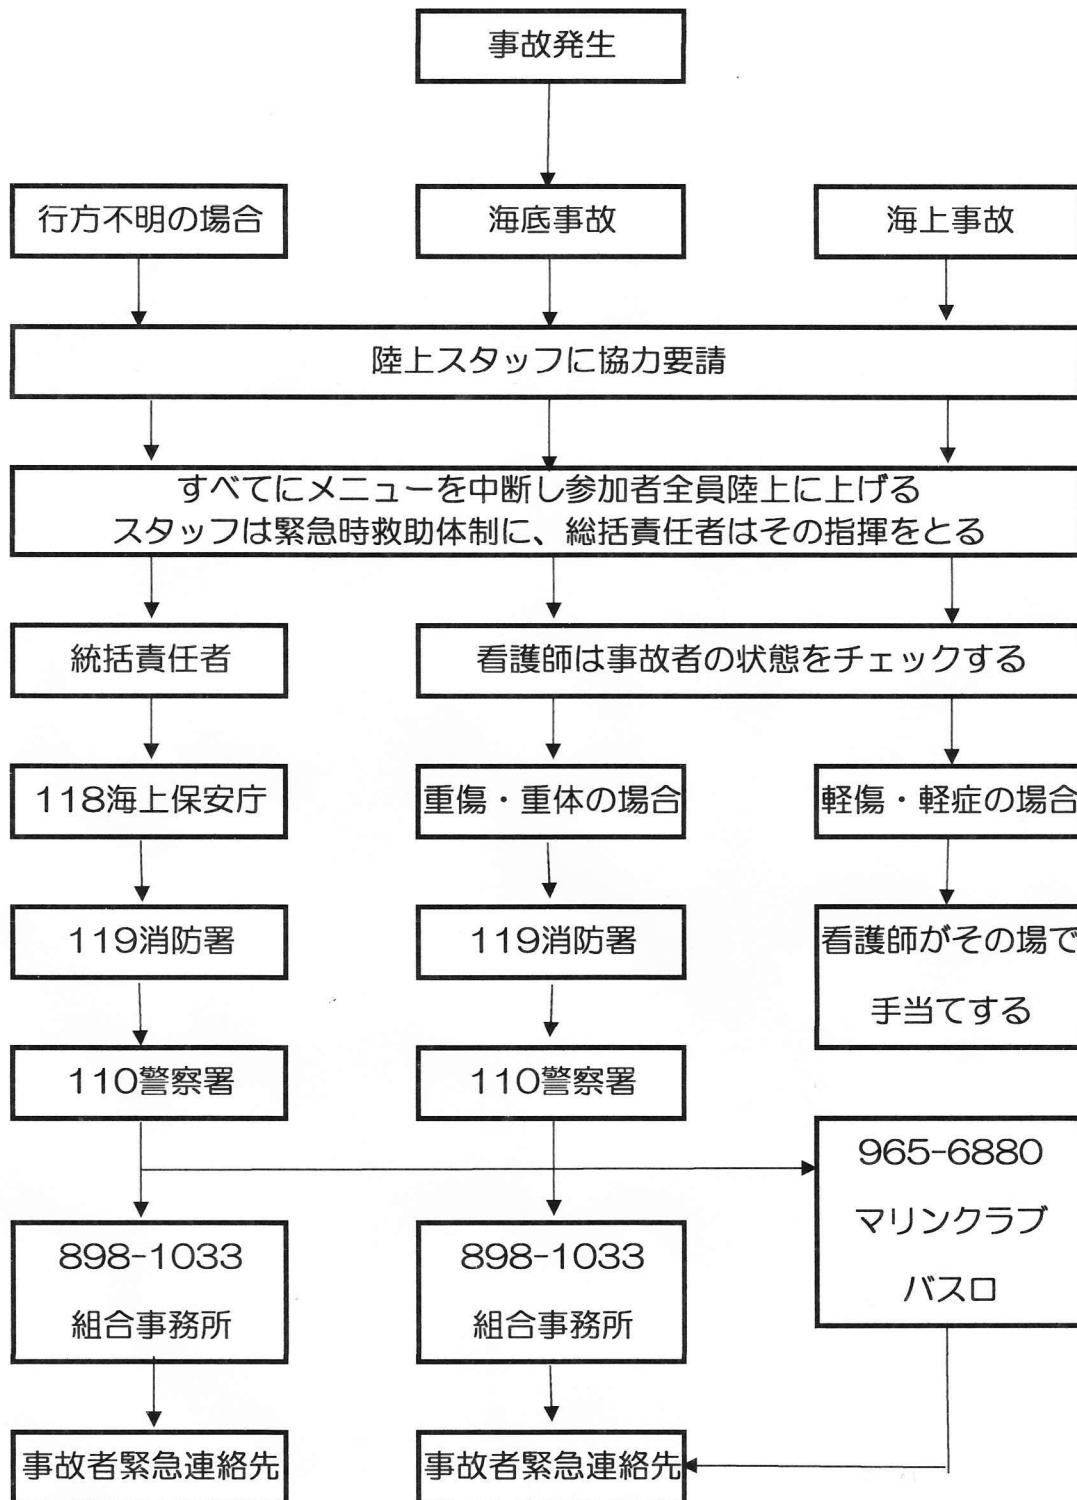 事故発生
行方不明の場合
海底事故
海上事故
陸上スタッフに協力要請
すべてにメニューを中断し参加者全員陸上に上げる
スタッフは緊急時救助体制に、総括責任者はその指揮をとる
統括責任者
看護師は事故者の状態をチェックする
118海上保安庁
重傷・重体の場合
軽傷・軽症の場合
119消防署
119消防署
看護師がその場で
手当てする
110警察署
110警察署
965-6880
マリンクラブ
バスロ
898-1033
組合事務所
898-1033
組合事務所
事故者緊急連絡先
事故者緊急連絡先